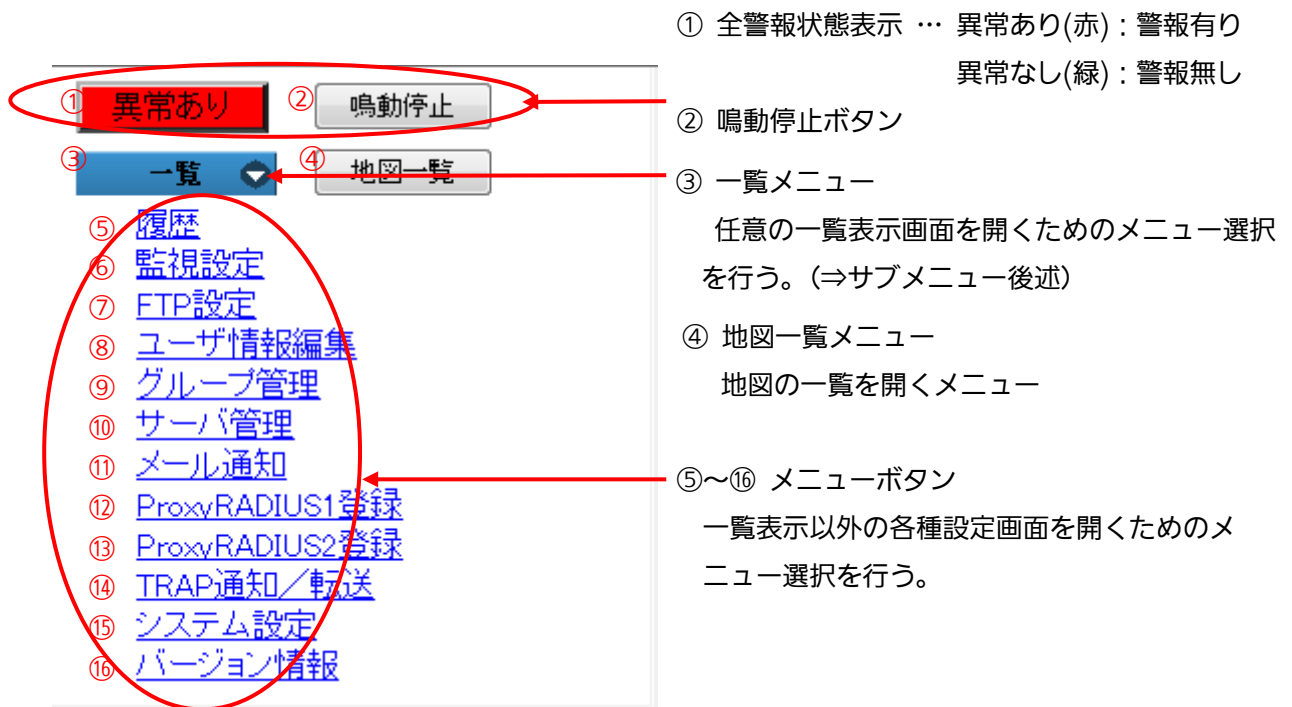 ① 異常あり ② 鳴動停止
③ 一覧 ④ 地図一覧
⑤ 履歴
⑥ 監視設定
⑦ FTP設定
⑧ ユーザ情報編集
⑨ グループ管理
⑩ サーバ管理
⑪ メール通知
⑫ ProxyRADIUS1登録
⑬ ProxyRADIUS2登録
⑭ TRAP通知／転送
⑮ システム設定
⑯ バージョン情報
① 全警報状態表示 … 異常あり(赤)：警報有り
異常なし(緑)：警報無し
② 鳴動停止ボタン
③ 一覧メニュー
任意の一覧表示画面を開くためのメニュー選択
を行う。（⇒サブメニュー後述）
④ 地図一覧メニュー
地図の一覧を開くメニュー
⑤～⑯ メニューボタン
一覧表示以外の各種設定画面を開くためのメ
ニュー選択を行う。